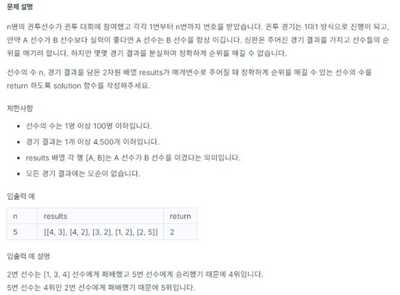 문제 설명
n명의 권투선수가 권투 대회에 참여했고 각각 1번부터 n번까지 번호를 받았습니다. 권투 경기는 1대1 방식으로 진행이 되고,
만약 A 선수가 B 선수보다 실력이 좋다면 A 선수는 B 선수를 항상 이깁니다. 심판은 주어진 경기 결과를 가지고 선수들의 순
위를 매기려 합니다. 하지만 몇몇 경기 결과를 분실하여 정확하게 순위를 매길 수 없습니다.
선수의 수 n, 경기 결과를 담은 2차원 배열 results가 매개변수로 주어질 때 정확하게 순위를 매길 수 있는 선수의 수를
return 하도록 solution 함수를 작성해주세요.
제한사항
• 선수의 수는 1명 이상 100명 이하입니다.
• 경기 결과는 1개 이상 4,500개 이하입니다.
• results 배열 각 행 [A, B]는 A 선수가 B 선수를 이겼다는 의미입니다.
• 모든 경기 결과에는 모순이 없습니다.
입출력 예
n results return
5 [[4, 3], [4, 2], [3, 2], [1, 2], [2, 5]] 2
입출력 예 설명
2번 선수는 [1, 3, 4] 선수에게 패배했고 5번 선수에게 승리했기 때문에 4위입니다.
5번 선수는 4위인 2번 선수에게 패배했기 때문에 5위입니다.